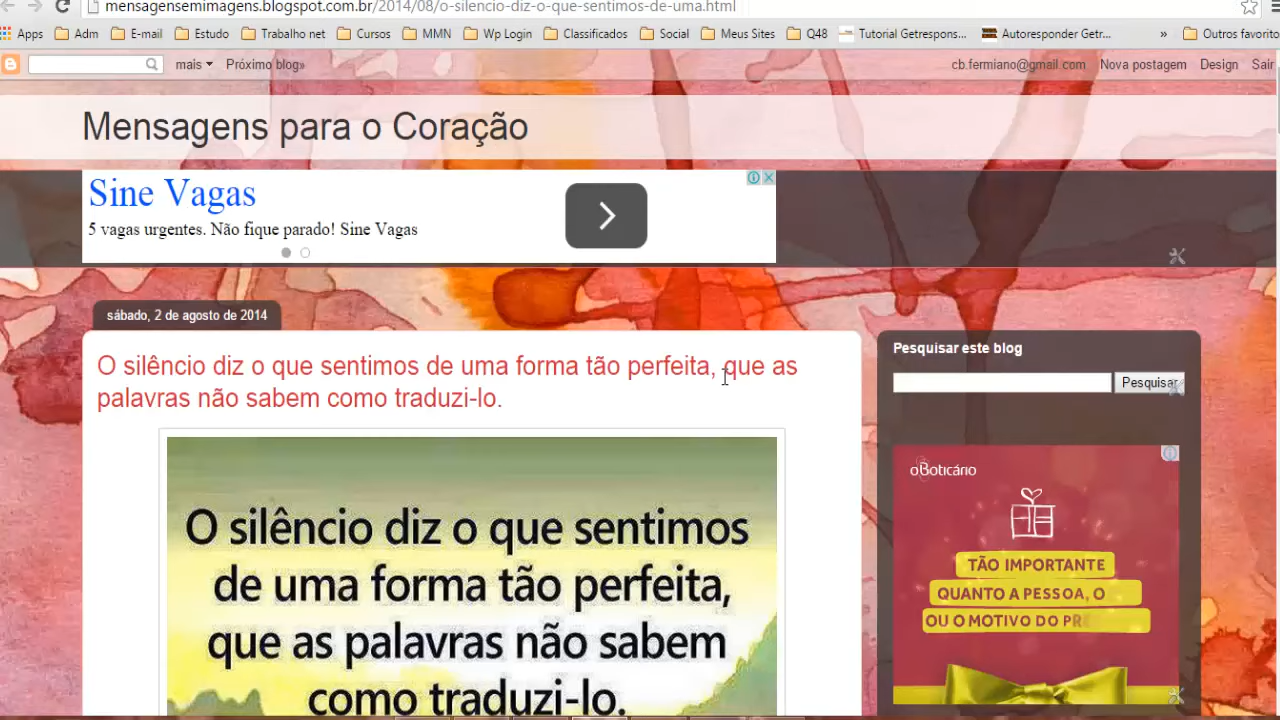 mensagensemimagens.blogspot.com.br/2014/08/o-silencio-diz-o-que-sentimos-de-uma.html
Apps Adm E-mail Estudo Trabalho net Cursos MMN Wp Login Classificados Social Meus Sites Q48 Tutorial Getrespons... Autoresponder Getr... » Outros favorito
mais Próximo blog» cb.fermiano@gmail.com Nova postagem Design Sair
Mensagens para o Coração
Sine Vagas
5 vagas urgentes. Não fique parado! Sine Vagas
sábado, 2 de agosto de 2014
O silêncio diz o que sentimos de uma forma tão perfeita, que as
palavras não sabem como traduzi-lo.
O silêncio diz o que sentimos
de uma forma tão perfeita,
que as palavras não sabem
como traduzi-lo.
Pesquisar este blog
Pesquisar
oBoticário
TÃO IMPORTANTE
QUANTO A PESSOA, O
OU O MOTIVO DO PRE